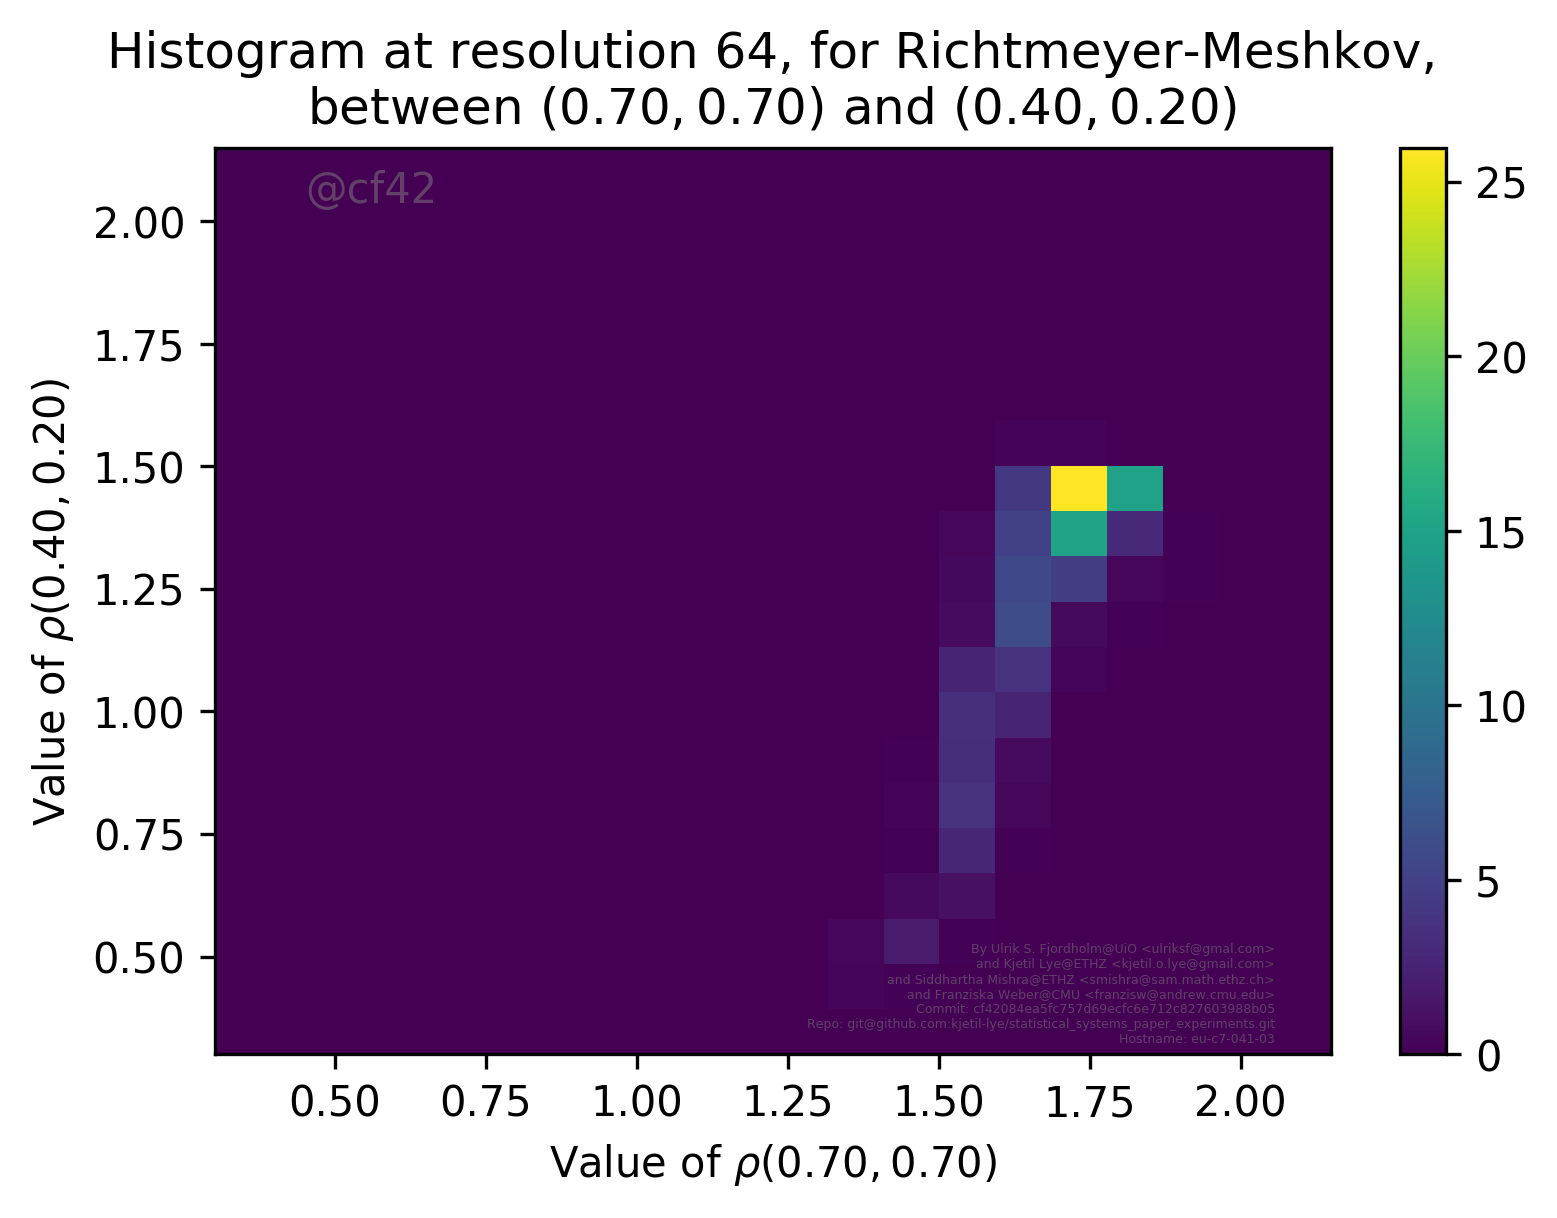 Histogram at resolution 64, for Richtmeyer-Meshkov,
between (0.70, 0.70) and (0.40, 0.20)
@cf42
2.00
1.75
1.50
1.25
1.00
0.75
0.50
Value of ρ(0.40, 0.20)
25
20
15
10
5
0
By Ulrik S. Fjordholm@UiO <ulriksf@gmal.com>
and Kjetil Lye@ETHZ <kjetil.o.lye@gmail.com>
and Siddhartha Mishra@ETHZ <smishra@sam.math.ethz.ch>
and Franziska Weber@CMU <franzisw@andrew.cmu.edu>
Commit: cf42084ea5fc757d69ecfc6e712c827603988b05
Repo: git@github.com:kjetil-lye/statistical_systems_paper_experiments.git
Hostname: eu-c7-041-03
0.50 0.75 1.00 1.25 1.50 1.75 2.00
Value of ρ(0.70, 0.70)